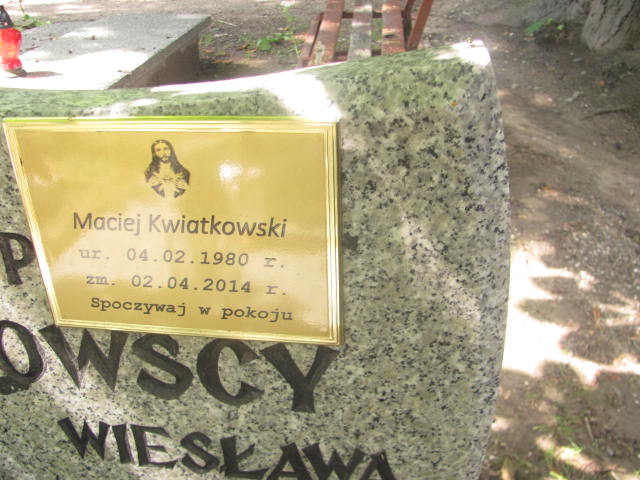 Maciej Kwiatkowski
ur. 04.02.1980 r.
zm. 02.04.2014 r.
Spoczywaj w pokoju
OWSCY
WIESŁAWA